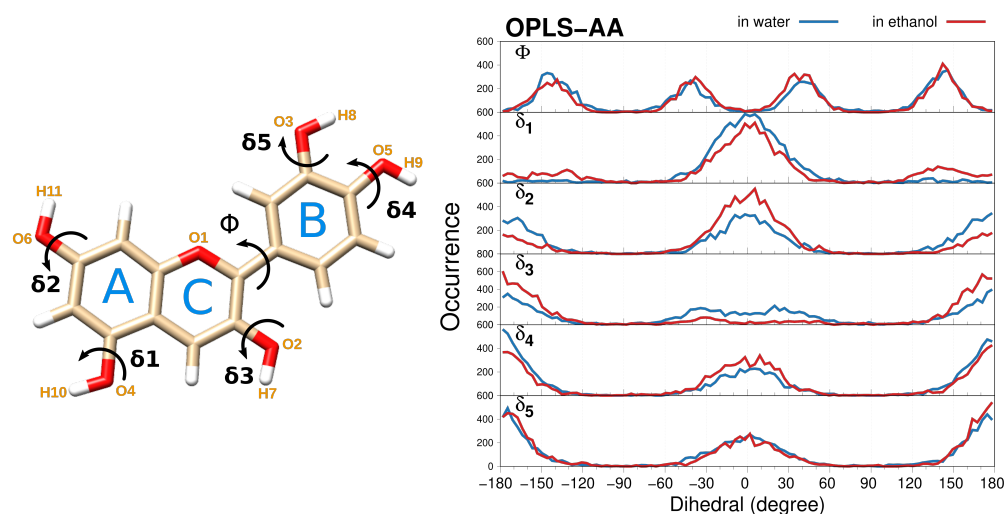 OPLS−AA
in water
in ethanol
H8
O3
δ5
O5
H9
B
δ4
H11
O6
δ2
A
O1
Φ
C
δ1
H10
O4
δ3
O2
H7
Occurrence
600
Φ
400
200
600
δ1
400
200
600
δ2
400
200
800
δ3
600
400
200
600
δ4
400
200
600
δ5
400
200
0
−180 −150 −120 −90 −60 −30 0 30 60 90 120 150 180
Dihedral (degree)